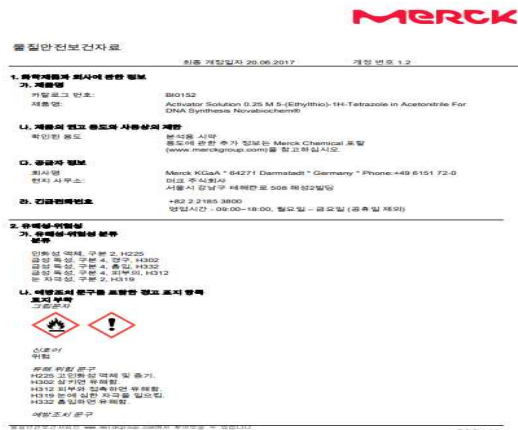 MERCK
물질안전보건자료
최종 개정일자 20.06.2017 개정 번호 1.2
1. 화학제품과 회사에 관한 정보
가. 제품명
카탈로그 번호: BI0152
제품명: Activator Solution 0.25 M 5-(Ethylthio)-1H-Tetrazole in Acetonitrile For
DNA Synthesis Novabiochem®
나. 제품의 권고 용도와 사용상의 제한
확인된 용도 분석용 시약
용도에 관한 추가 정보는 Merck Chemical 포탈
(www.merckgroup.com)을 참고하십시오.
다. 공급자 정보
회사명 Merck KGaA * 64271 Darmstadt * Germany * Phone:+49 6151 72-0
현지 사무소: 머크 주식회사
서울시 강남구 테헤란로 508 해성2빌딩
라. 긴급전화번호 +82 2 2185 3800
영업시간 - 09:00~18:00, 월요일 – 금요일 (공휴일 제외)
2. 유해성·위험성
가. 유해성·위험성 분류
분류
인화성 액체, 구분 2, H225
급성 독성, 구분 4, 경구, H302
급성 독성, 구분 4, 흡입, H332
급성 독성, 구분 4, 피부의, H312
눈 자극성, 구분 2, H319
나. 예방조치 문구를 포함한 경고 표지 항목
표지 부착
그림문자
신호어
위험
유해 위험 문구
H225 고인화성 액체 및 증기.
H302 삼키면 유해함.
H312 피부와 접촉하면 유해함.
H319 눈에 심한 자극을 일으킴.
H332 흡입하면 유해함.
예방조치 문구